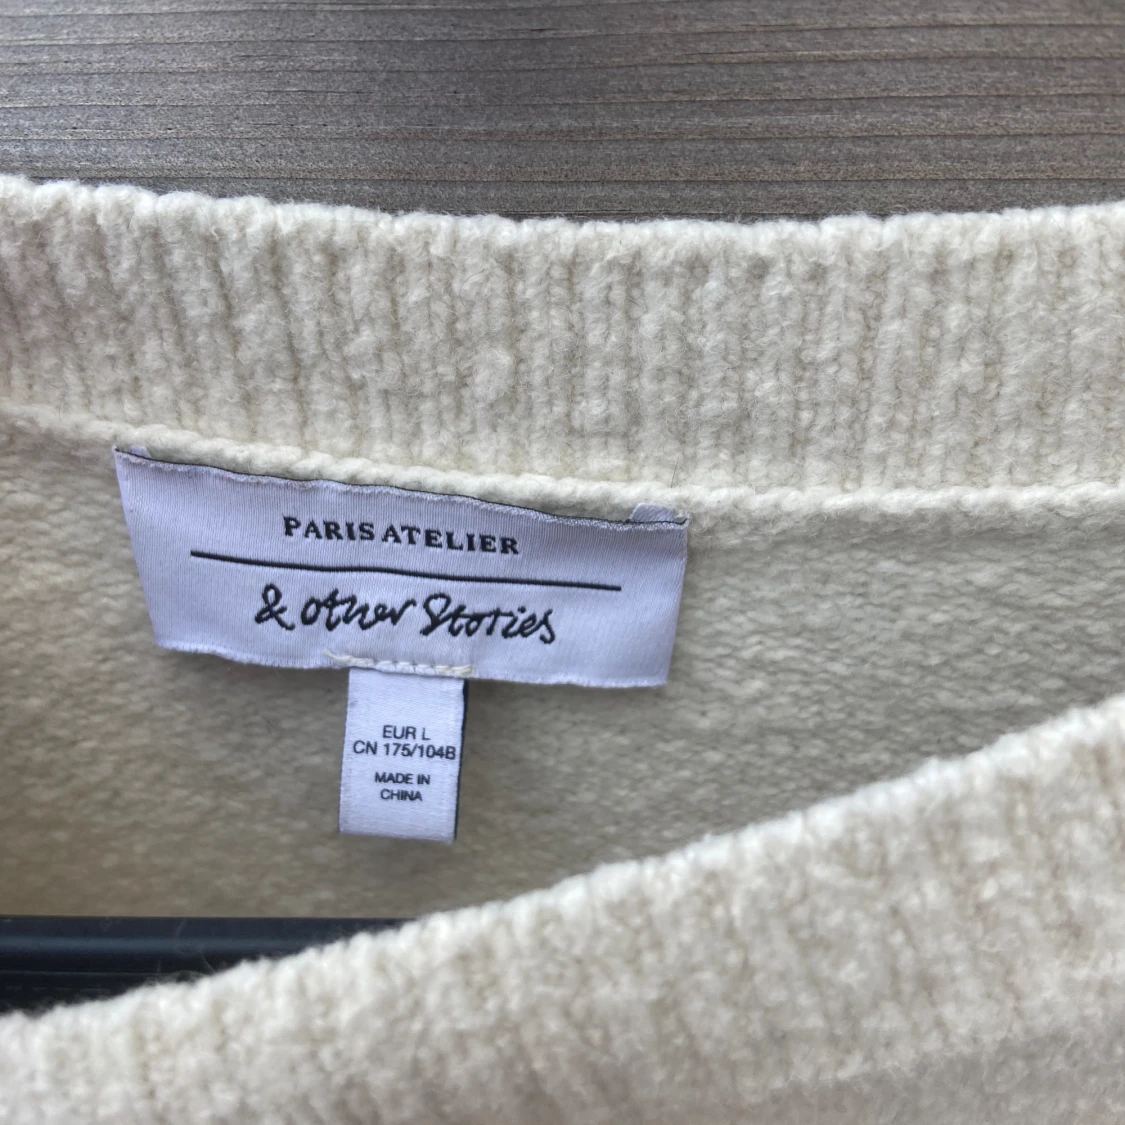 PARIS ATELIER
& other Stories
EUR L
CN 175/104B
MADE IN
CHINA